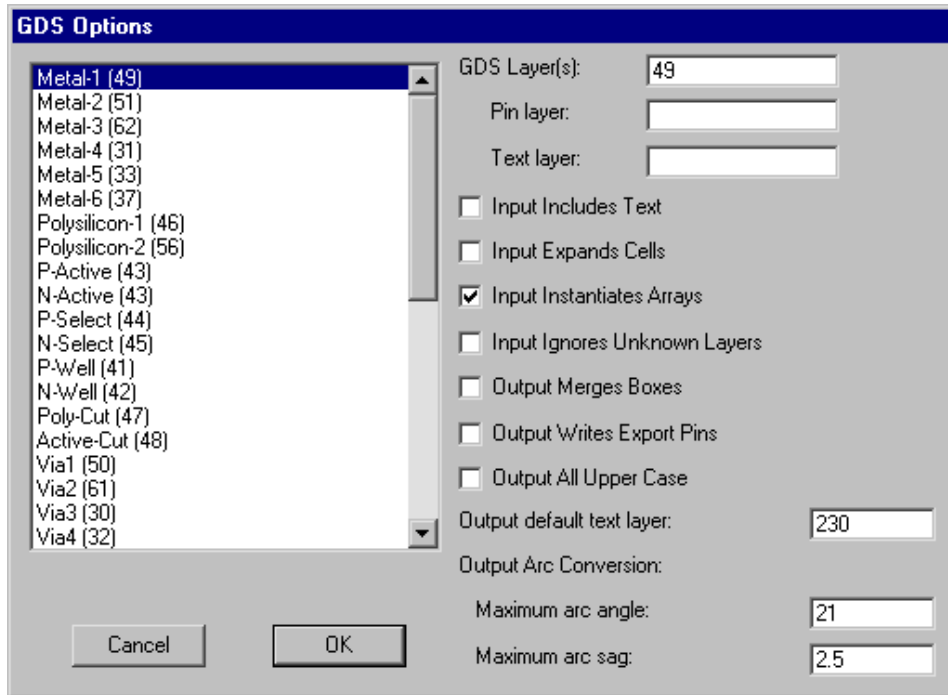 GDS Options
Metal-1 (49)
Metal-2 (51)
Metal-3 (62)
Metal-4 (31)
Metal-5 (33)
Metal-6 (37)
Polysilicon-1 (46)
Polysilicon-2 (56)
P-Active (43)
N-Active (43)
P-Select (44)
N-Select (45)
P-Well (41)
N-Well (42)
Poly-Cut (47)
Active-Cut (48)
Via1 (50)
Via2 (61)
Via3 (30)
Via4 (32)
Cancel
OK
GDS Layer(s): 49
Pin layer:
Text layer:
Input Includes Text
Input Expands Cells
Input Instantiates Arrays
Input Ignores Unknown Layers
Output Merges Boxes
Output Writes Export Pins
Output All Upper Case
Output default text layer: 230
Output Arc Conversion:
Maximum arc angle: 21
Maximum arc sag: 2.5